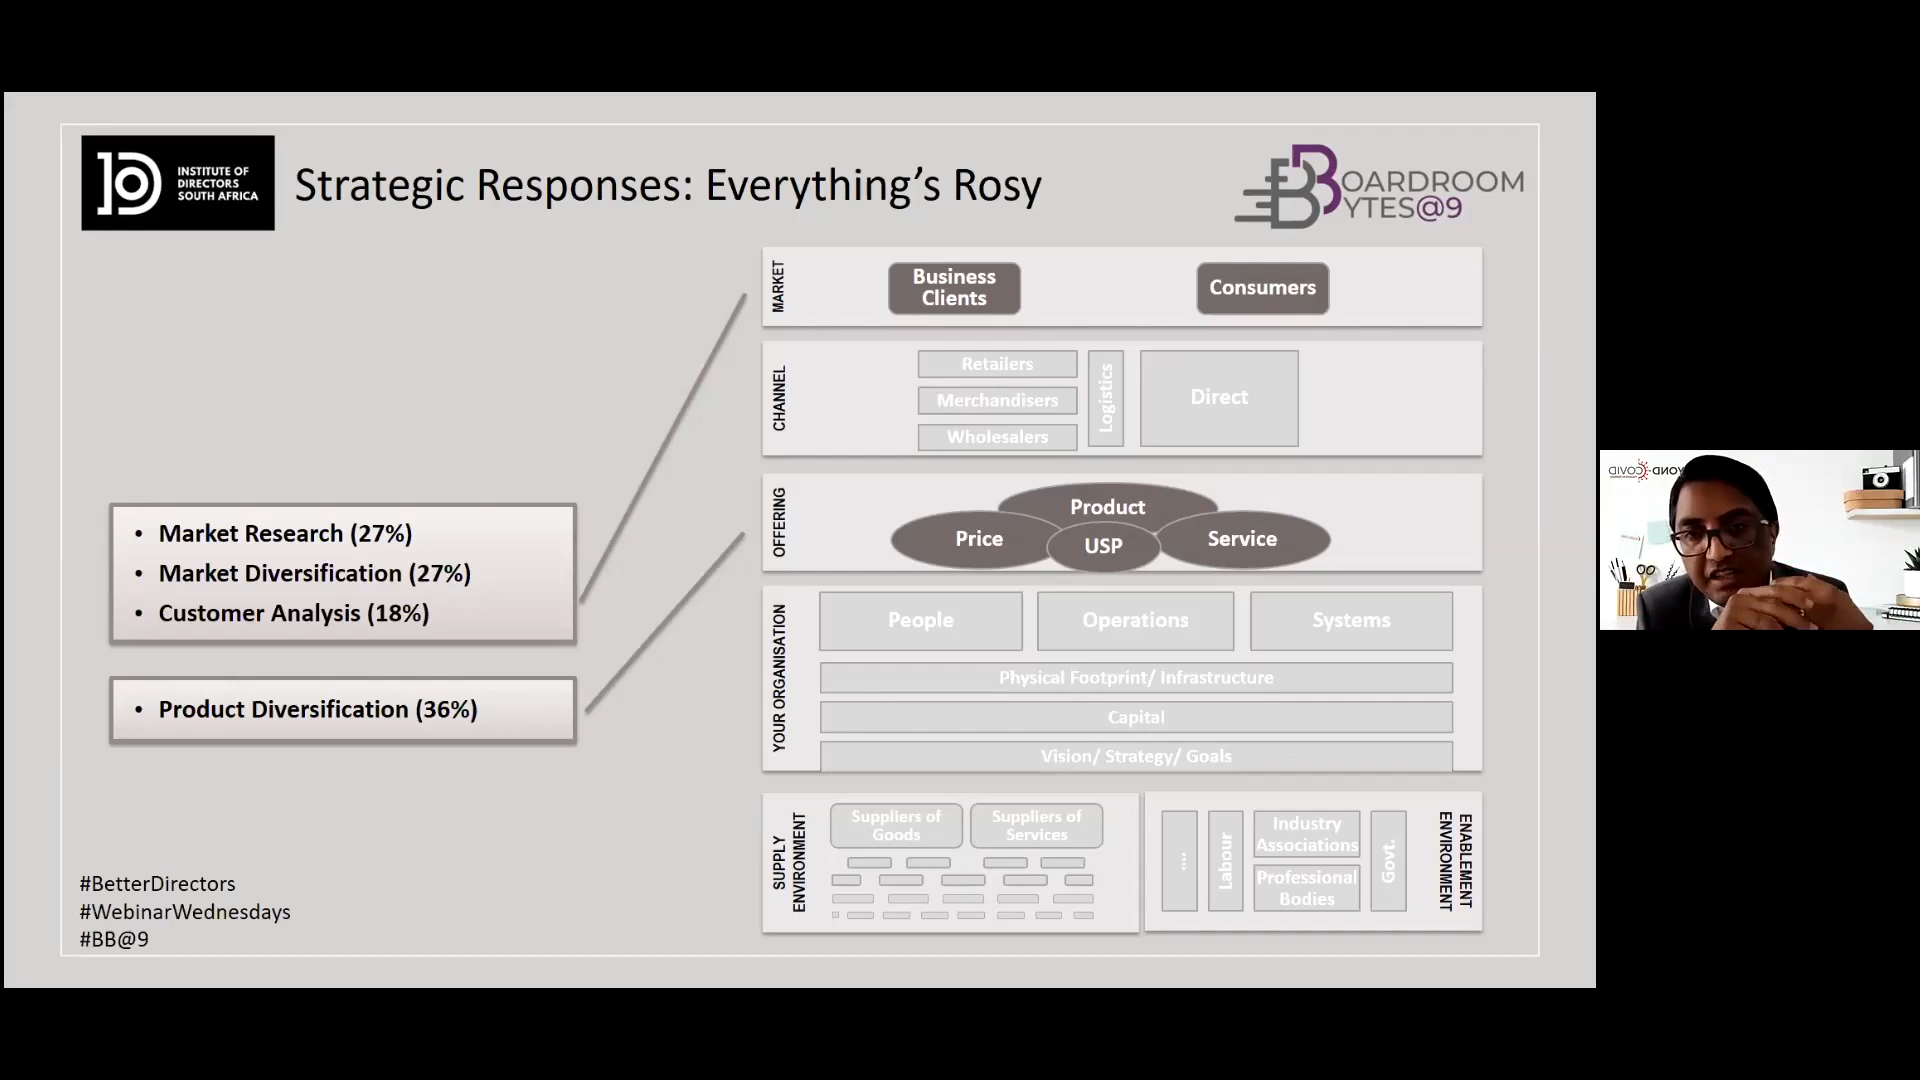 INSTITUTE OF
DIRECTORS
SOUTH AFRICA
Strategic Responses: Everything's Rosy
BOARDROOM
BYTES@9
MARKET
Business
Clients
Consumers
CHANNEL
Retailers
Merchandisers
Wholesalers
Logistics
Direct
OFFERING
Product
Price
USP
Service
• Market Research (27%)
• Market Diversification (27%)
• Customer Analysis (18%)
• Product Diversification (36%)
YOUR ORGANISATION
People
Operations
Systems
Physical Footprint/ Infrastructure
Capital
Vision/ Strategy/ Goals
SUPPLY
ENVIRONMENT
Suppliers of
Goods
Suppliers of
Services
....
Labour
Industry
Associations
Professional
Bodies
Govt.
ENABLEMENT
ENVIRONMENT
#BetterDirectors
#WebinarWednesdays
#BB@9